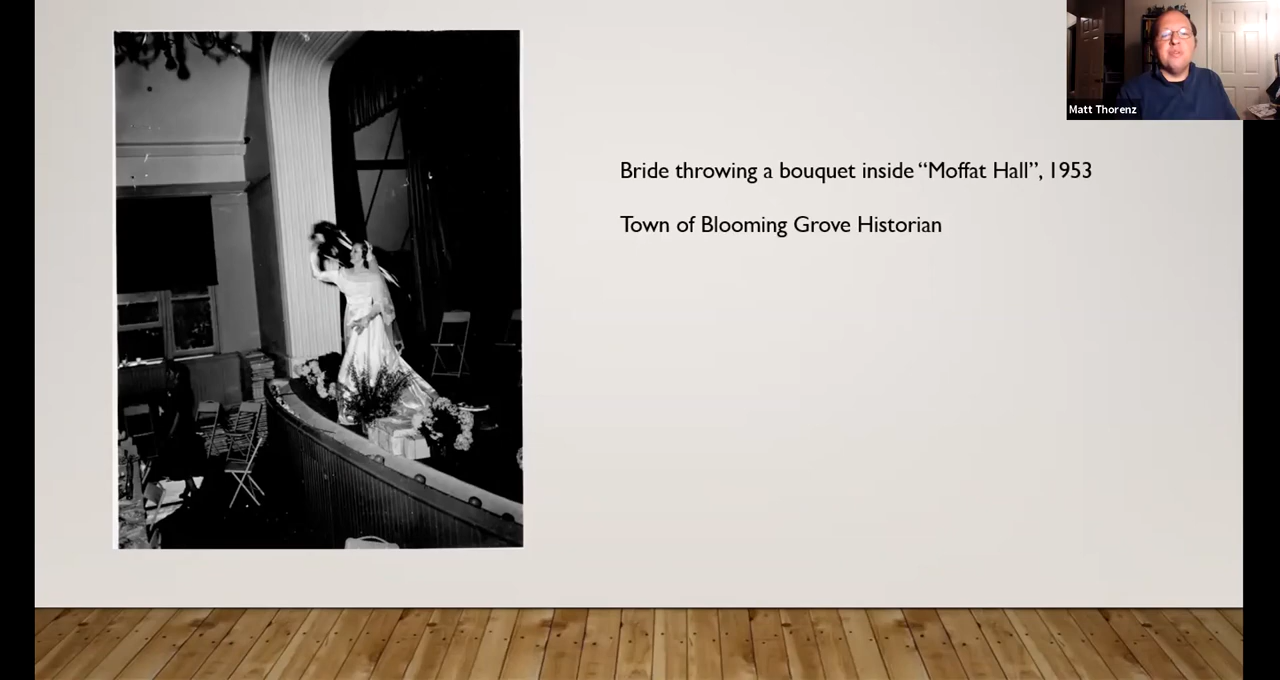 Matt Thorenz
Bride throwing a bouquet inside “Moffat Hall”, 1953
Town of Blooming Grove Historian